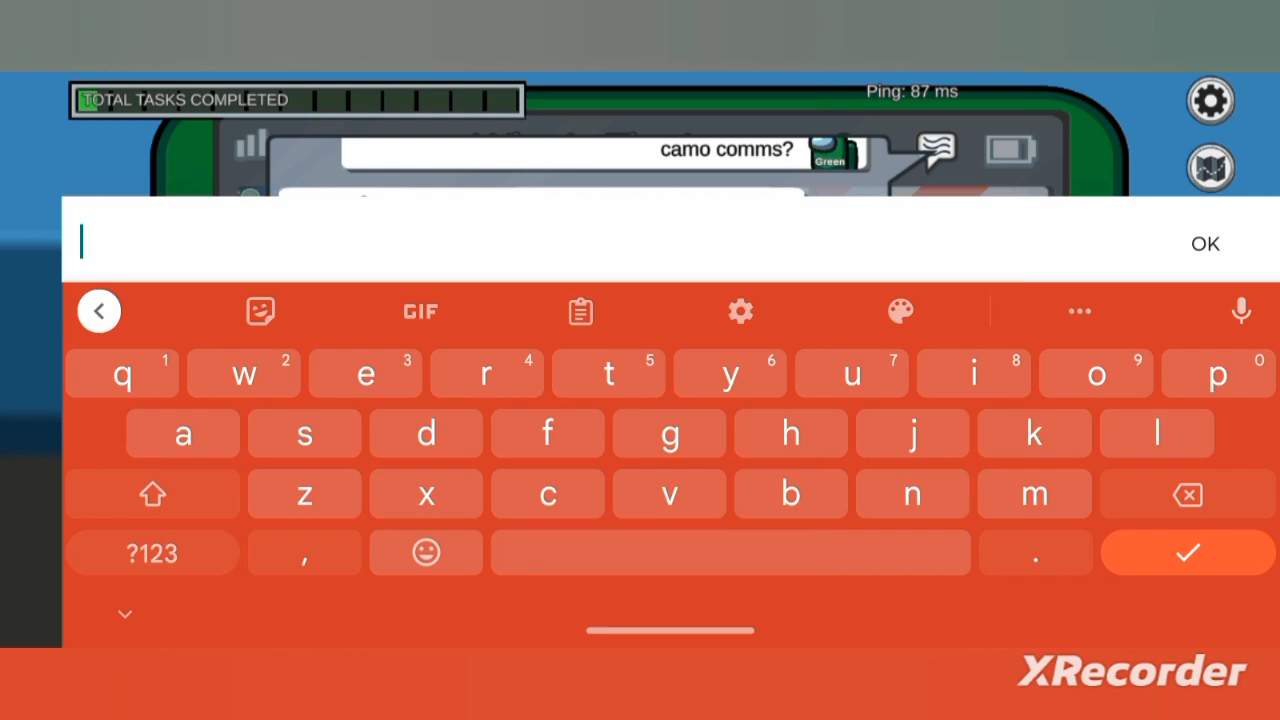 TOTAL TASKS COMPLETED
Ping: 87 ms
camo comms?
Green
OK
GIF
q 1 w 2 e 3 r 4 t 5 y 6 u 7 i 8 o 9 p 0
a s d f g h j k l
z x c v b n m
?123 , .
XRecorder